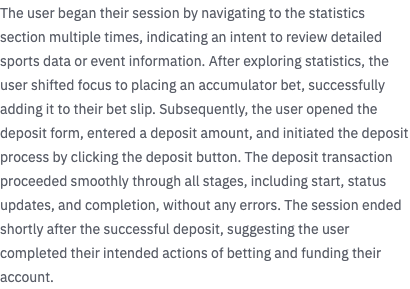 The user began their session by navigating to the statistics
section multiple times, indicating an intent to review detailed
sports data or event information. After exploring statistics, the
user shifted focus to placing an accumulator bet, successfully
adding it to their bet slip. Subsequently, the user opened the
deposit form, entered a deposit amount, and initiated the deposit
process by clicking the deposit button. The deposit transaction
proceeded smoothly through all stages, including start, status
updates, and completion, without any errors. The session ended
shortly after the successful deposit, suggesting the user
completed their intended actions of betting and funding their
account.